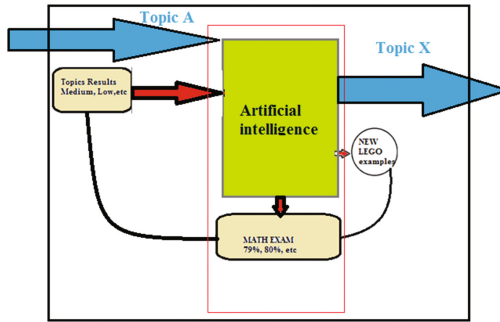 Topic A
Topic X
Topics Results
Medium, Low,etc
Artificial
intelligence
NEW
LEGO
examples
MATH EXAM
79%, 80%, etc